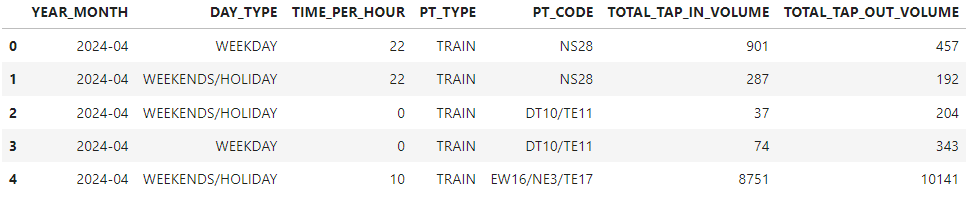 YEAR_MONTH DAY_TYPE TIME_PER_HOUR PT_TYPE PT_CODE TOTAL_TAP_IN_VOLUME TOTAL_TAP_OUT_VOLUME
0 2024-04 WEEKDAY 22 TRAIN NS28 901 457
1 2024-04 WEEKENDS/HOLIDAY 22 TRAIN NS28 287 192
2 2024-04 WEEKENDS/HOLIDAY 0 TRAIN DT10/TE11 37 204
3 2024-04 WEEKDAY 0 TRAIN DT10/TE11 74 343
4 2024-04 WEEKENDS/HOLIDAY 10 TRAIN EW16/NE3/TE17 8751 10141